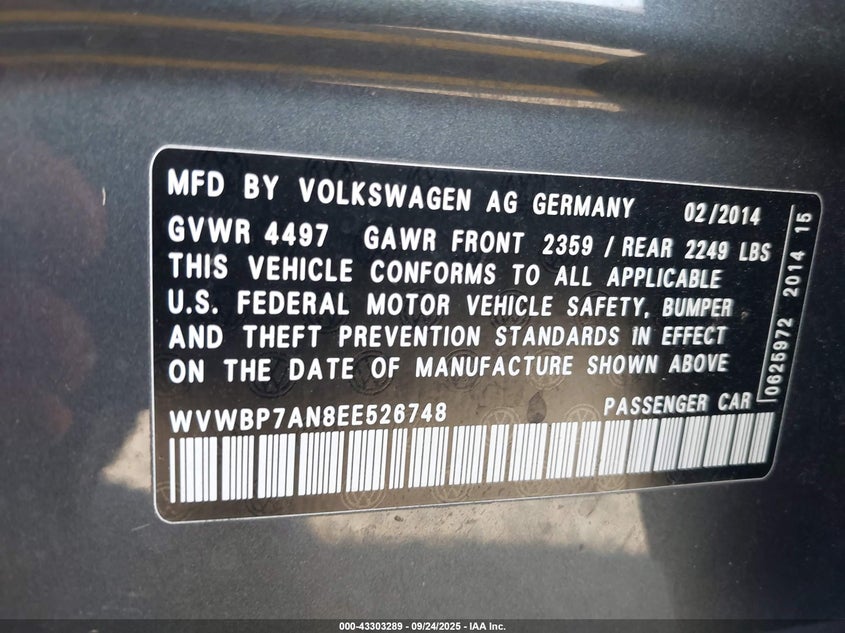 MFD BY VOLKSWAGEN AG GERMANY 02/2014
GVWR 4497 GAWR FRONT 2359 / REAR 2249 LBS
THIS VEHICLE CONFORMS TO ALL APPLICABLE
U.S. FEDERAL MOTOR VEHICLE SAFETY, BUMPER
AND THEFT PREVENTION STANDARDS IN EFFECT
ON THE DATE OF MANUFACTURE SHOWN ABOVE
WVWBP7AN8EE526748 PASSENGER CAR
0625972 2014 15
000-43303289 - 09/24/2025 - IAA Inc.